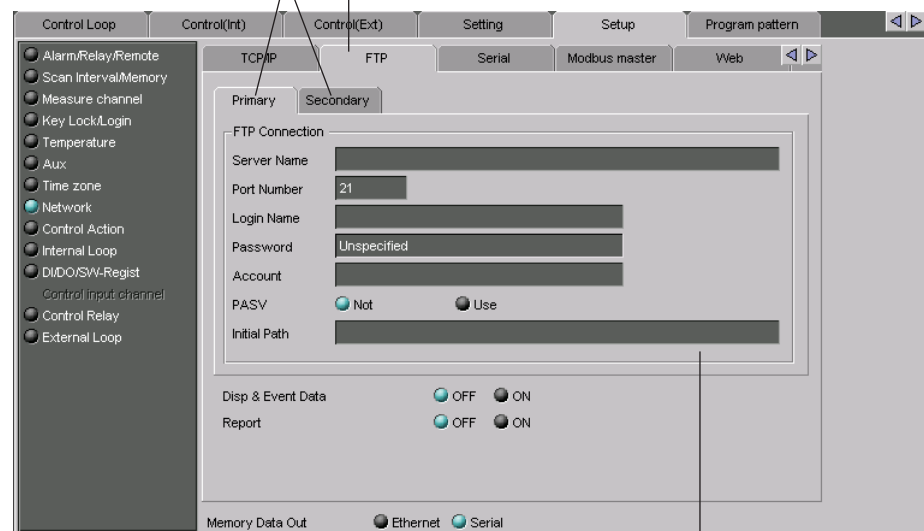 Control Loop Control(Int) Control(Ext) Setting Setup Program pattern
Alarm/Relay/Remote
Scan Interval/Memory
Measure channel
Key Lock/Login
Temperature
Aux
Time zone
Network
Control Action
Internal Loop
DI/DO/SW-Regist
Control input channel
Control Relay
External Loop
TCP/IP FTP Serial Modbus master Web
Primary Secondary
FTP Connection
Server Name
Port Number 21
Login Name
Password Unspecified
Account
PASV Not Use
Initial Path
Disp & Event Data OFF ON
Report OFF ON
Memory Data Out Ethernet Serial